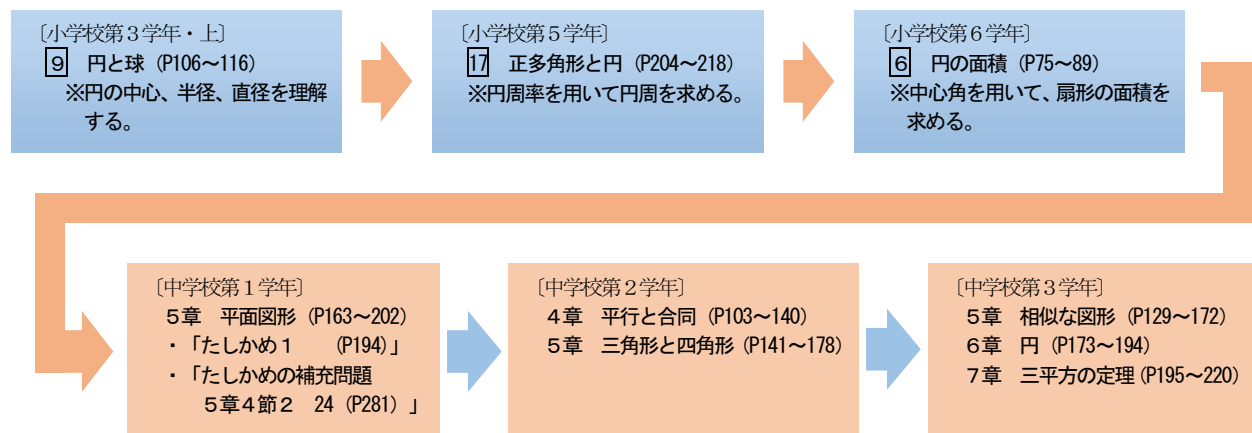 〔小学校第３学年・上〕
9 円と球（P106～116）
※円の中心、半径、直径を理解
する。
〔小学校第５学年〕
17 正多角形と円（P204～218）
※円周率を用いて円周を求める。
〔小学校第６学年〕
6 円の面積（P75～89）
※中心角を用いて、扇形の面積を
求める。
〔中学校第１学年〕
５章 平面図形（P163～202）
・「たしかめ１ （P194）」
・「たしかめの補充問題
５章４節２ 24（P281）」
〔中学校第２学年〕
４章 平行と合同（P103～140）
５章 三角形と四角形（P141～178）
〔中学校第３学年〕
５章 相似な図形（P129～172）
６章 円（P173～194）
７章 三平方の定理（P195～220）